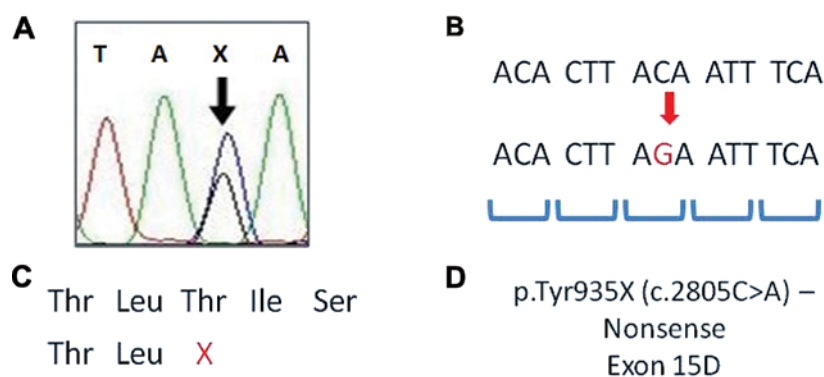 A
T A X A
B
ACA CTT ACA ATT TCA
ACA CTT AGA ATT TCA
C
Thr Leu Thr Ile Ser
Thr Leu X
D
p.Tyr935X (c.2805C>A) –
Nonsense
Exon 15D